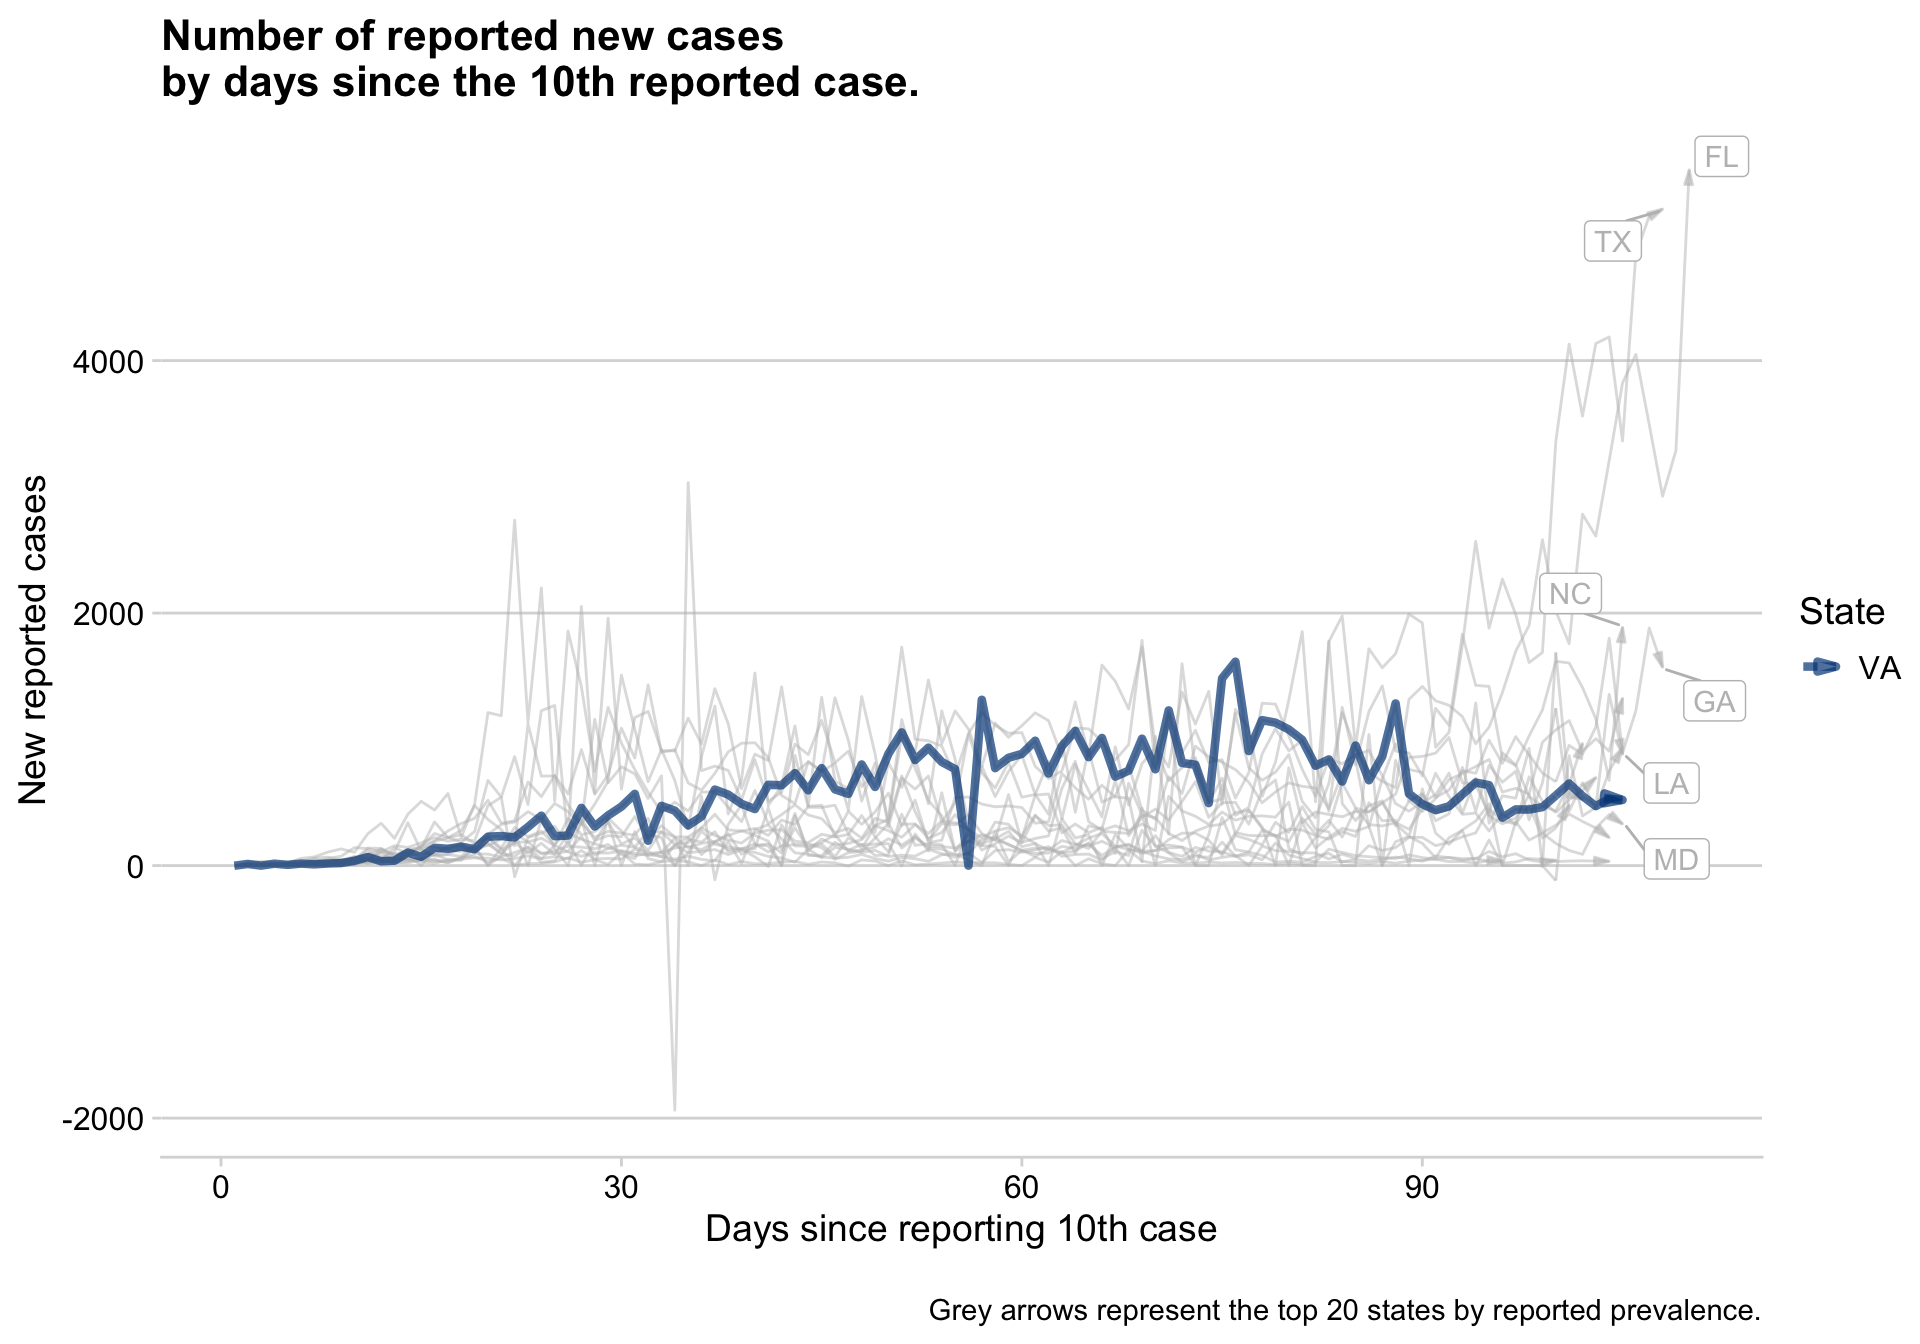 Number of reported new cases
by days since the 10th reported case.
FL
TX
4000
NC
2000
State
VA
GA
LA
MD
0
-2000
New reported cases
0 30 60 90
Days since reporting 10th case
Grey arrows represent the top 20 states by reported prevalence.